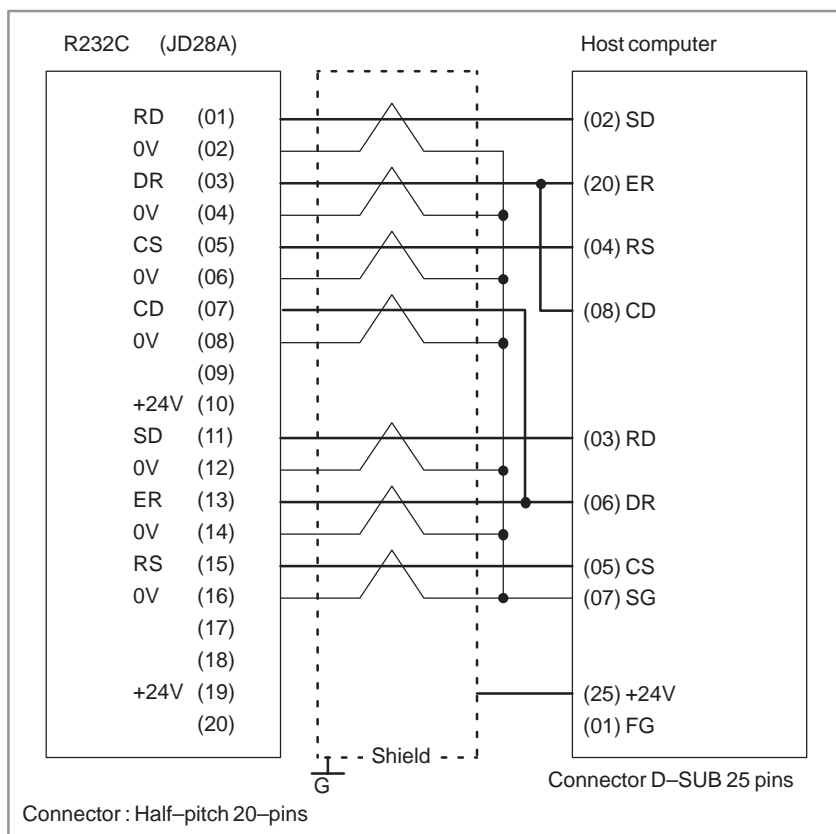 R232C (JD28A) Host computer
RD (01) (02) SD
0V (02)
DR (03) (20) ER
0V (04)
CS (05) (04) RS
0V (06)
CD (07) (08) CD
0V (08)
(09)
+24V (10)
SD (11) (03) RD
0V (12)
ER (13) (06) DR
0V (14)
RS (15) (05) CS
0V (16) (07) SG
(17)
(18)
+24V (19) (25) +24V
(20) (01) FG
Shield
G
Connector D–SUB 25 pins
Connector : Half–pitch 20–pins